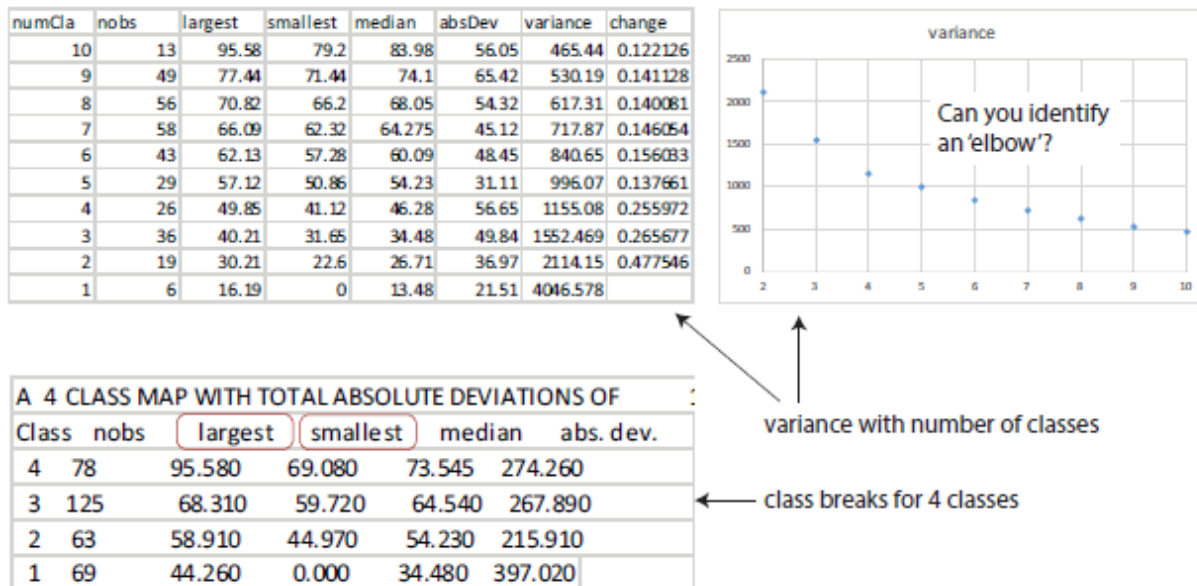 numCla nobs largest smallest median absDev variance change
10 13 95.58 79.2 83.98 56.05 465.44 0.122126
9 49 77.44 71.44 74.1 65.42 530.19 0.141128
8 56 70.82 66.2 68.05 54.32 617.31 0.140081
7 58 66.09 62.32 64.275 45.12 717.87 0.146054
6 43 62.13 57.28 60.09 48.45 840.65 0.156033
5 29 57.12 50.86 54.23 31.11 996.07 0.137661
4 26 49.85 41.12 46.28 56.65 1155.08 0.255972
3 36 40.21 31.65 34.48 49.84 1552.469 0.265677
2 19 30.21 22.6 26.71 36.97 2114.15 0.477546
1 6 16.19 0 13.48 21.51 4046.578
variance
2500
2000
1500
1000
500
0
2 3 4 5 6 7 8 9 10
Can you identify
an ‘elbow’?
variance with number of classes
A 4 CLASS MAP WITH TOTAL ABSOLUTE DEVIATIONS OF
Class nobs largest smallest median abs. dev.
4 78 95.580 69.080 73.545 274.260
3 125 68.310 59.720 64.540 267.890
2 63 58.910 44.970 54.230 215.910
1 69 44.260 0.000 34.480 397.020
class breaks for 4 classes